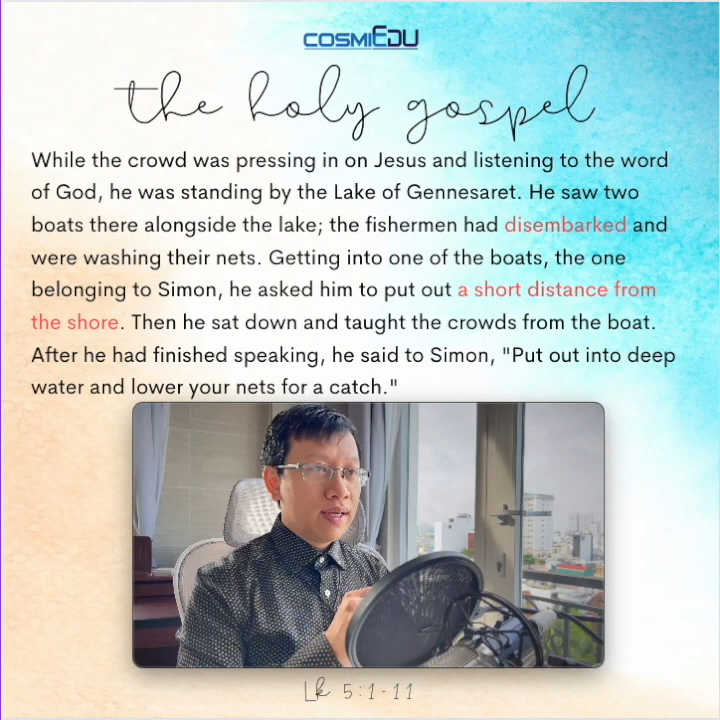 COSMIEDU
the holy gospel
While the crowd was pressing in on Jesus and listening to the word
of God, he was standing by the Lake of Gennesaret. He saw two
boats there alongside the lake; the fishermen had disembarked and
were washing their nets. Getting into one of the boats, the one
belonging to Simon, he asked him to put out a short distance from
the shore. Then he sat down and taught the crowds from the boat.
After he had finished speaking, he said to Simon, "Put out into deep
water and lower your nets for a catch."
Lk 5:1-11